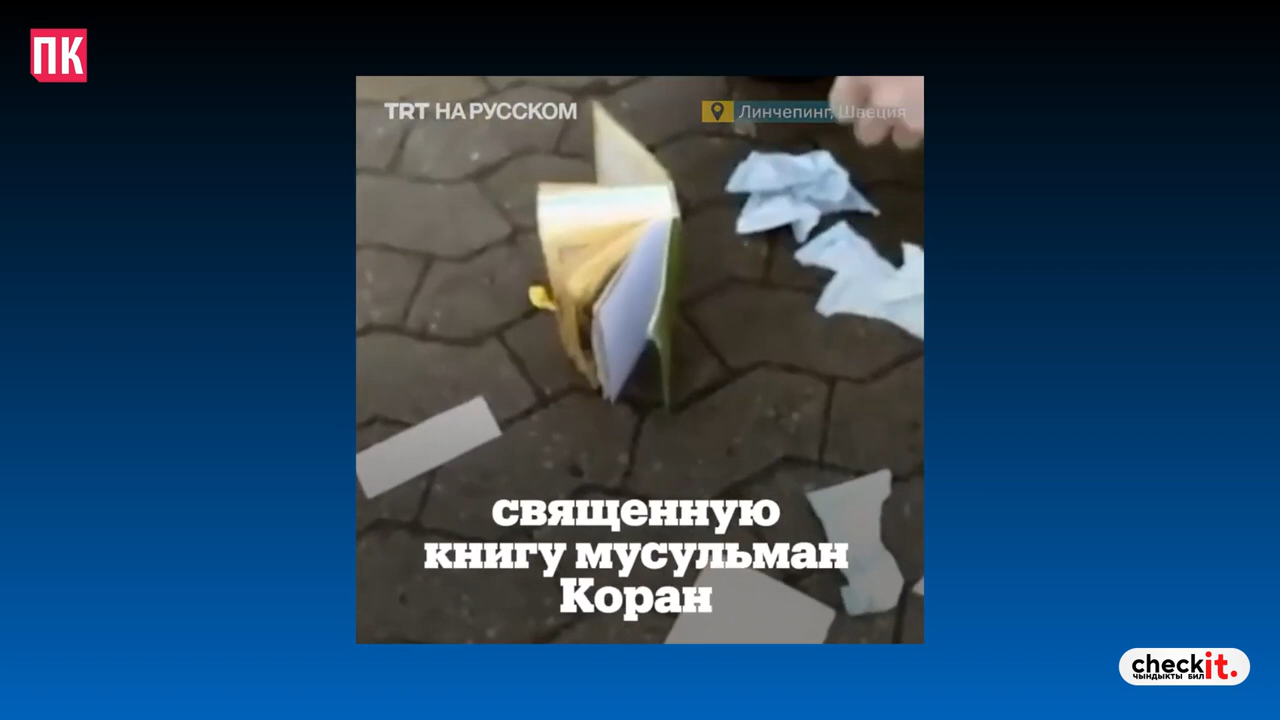 ПК
TRT НА РУССКОМ
Линчепинг, Швеция
священную
книгу мусульман
Коран
checkit.
ЧЫНДЫКТЫ БИЛ